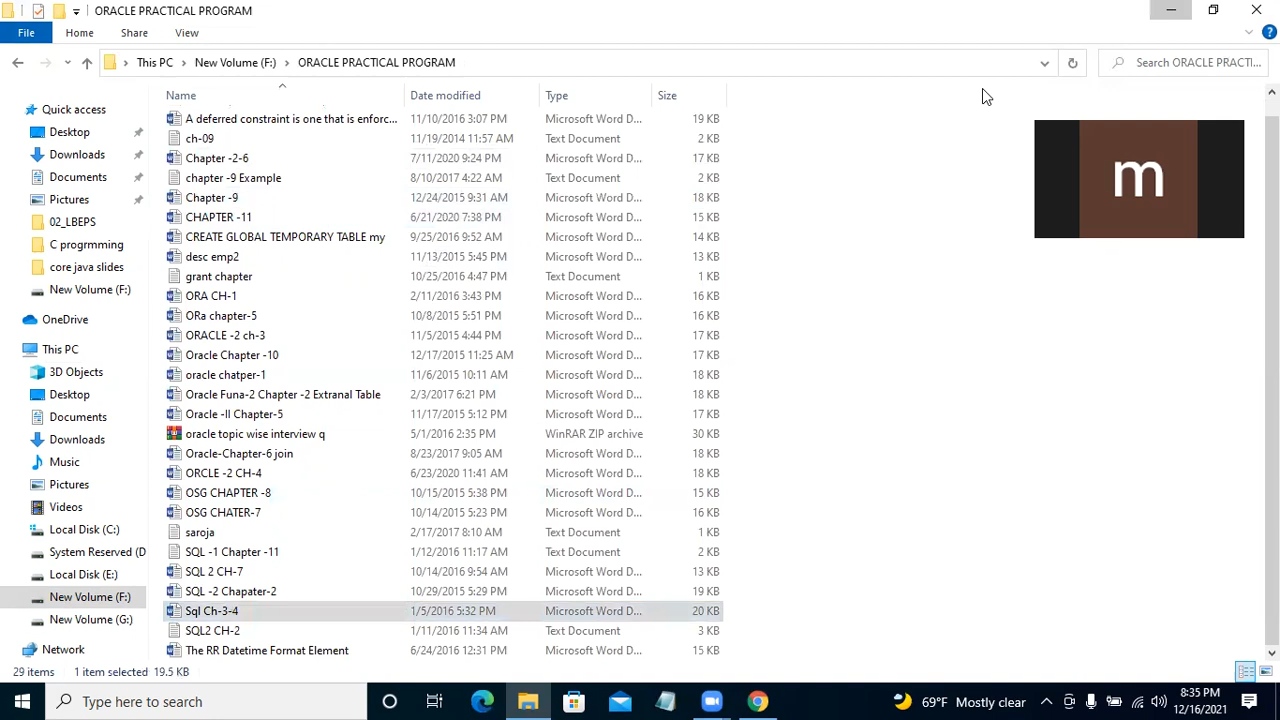 ORACLE PRACTICAL PROGRAM
File Home Share View
This PC New Volume (F:) ORACLE PRACTICAL PROGRAM Search ORACLE PRACTI...
Name Date modified Type Size
Quick access
Desktop
Downloads
Documents
Pictures
02_LBEPS
C progrmming
core java slides
New Volume (F:)
OneDrive
This PC
3D Objects
Desktop
Documents
Downloads
Music
Pictures
Videos
Local Disk (C:)
System Reserved (D
Local Disk (E:)
New Volume (F:)
New Volume (G:)
Network
A deferred constraint is one that is enforc... 11/10/2016 3:07 PM Microsoft Word D... 19 KB
ch-09 11/19/2014 11:57 AM Text Document 2 KB
Chapter -2-6 7/11/2020 9:24 PM Microsoft Word D... 17 KB
chapter -9 Example 8/10/2017 4:22 AM Text Document 2 KB
Chapter -9 12/24/2015 9:31 AM Microsoft Word D... 18 KB
CHAPTER -11 6/21/2020 7:38 PM Microsoft Word D... 16 KB
CREATE GLOBAL TEMPORARY TABLE my 9/25/2016 9:52 AM Microsoft Word D... 14 KB
desc emp2 11/13/2015 5:45 PM Microsoft Word D... 13 KB
grant chapter 10/25/2016 4:47 PM Text Document 1 KB
ORA CH-1 2/11/2016 3:43 PM Microsoft Word D... 16 KB
ORa chapter-5 10/8/2015 5:51 PM Microsoft Word D... 16 KB
ORACLE -2 ch-3 11/5/2015 4:44 PM Microsoft Word D... 17 KB
Oracle Chapter -10 12/17/2015 11:25 AM Microsoft Word D... 17 KB
oracle chatper-1 11/6/2015 10:11 AM Microsoft Word D... 18 KB
Oracle Funa-2 Chapter -2 Extranal Table 2/3/2017 6:21 PM Microsoft Word D... 18 KB
Oracle -II Chapter-5 11/17/2015 5:12 PM Microsoft Word D... 18 KB
oracle topic wise interview q 5/1/2016 2:35 PM WinRAR ZIP archive 30 KB
Oracle-Chapter-6 join 8/23/2017 9:05 AM Microsoft Word D... 18 KB
ORCLE -2 CH-4 6/23/2020 11:41 AM Microsoft Word D... 18 KB
OSG CHAPTER -8 10/15/2015 5:38 PM Microsoft Word D... 15 KB
OSG CHATER-7 10/14/2015 5:23 PM Microsoft Word D... 16 KB
saroja 2/17/2017 8:10 AM Text Document 1 KB
SQL -1 Chapter -11 1/12/2016 11:17 AM Text Document 2 KB
SQL 2 CH-7 10/14/2016 9:54 AM Microsoft Word D... 13 KB
SQL -2 Chapater-2 10/29/2015 5:29 PM Microsoft Word D... 17 KB
Sql Ch-3-4 1/5/2016 5:32 PM Microsoft Word D... 20 KB
SQL2 CH-2 1/11/2016 11:34 AM Text Document 3 KB
The RR Datetime Format Element 6/24/2016 12:31 PM Microsoft Word D... 15 KB
m
29 items 1 item selected 19.5 KB
Type here to search
69°F Mostly clear
8:35 PM
12/16/2021